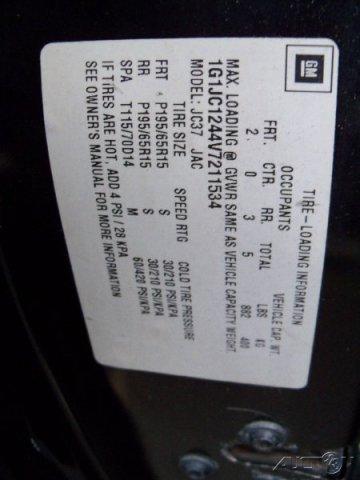 GM
TIRE-LOADING INFORMATION
OCCUPANTS VEHICLE CAP. WT.
FRT. CTR. RR. TOTAL LBS KG
2 0 3 5 882 400
MAX. LOADING @ GVWR SAME AS VEHICLE CAPACITY WEIGHT.
1G1JC1244V7211534
MODEL: JC37 JAC
TIRE SIZE SPEED RTG COLD TIRE PRESSURE
FRT P195/65R15 S 30/210 PSI/KPA
RR P195/65R15 S 30/210 PSI/KPA
SPA T115/70D14 M 60/420 PSI/KPA
IF TIRES ARE HOT, ADD 4 PSI / 28 KPA
SEE OWNER'S MANUAL FOR MORE INFORMATION